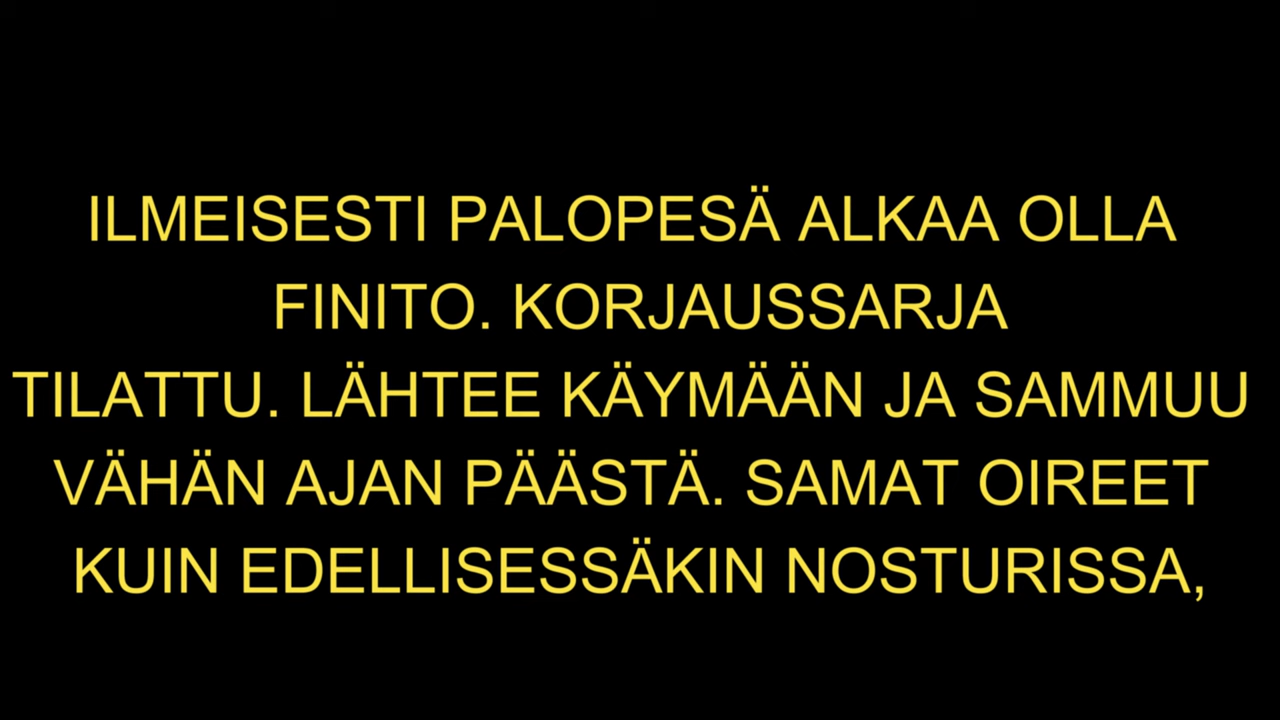 ILMEISESTI PALOPESÄ ALKAA OLLA
FINITO. KORJAUSSARJA
TILATTU. LÄHTEE KÄYMÄÄN JA SAMMUU
VÄHÄN AJAN PÄÄSTÄ. SAMAT OIREET
KUIN EDELLISESSÄKIN NOSTURISSA,